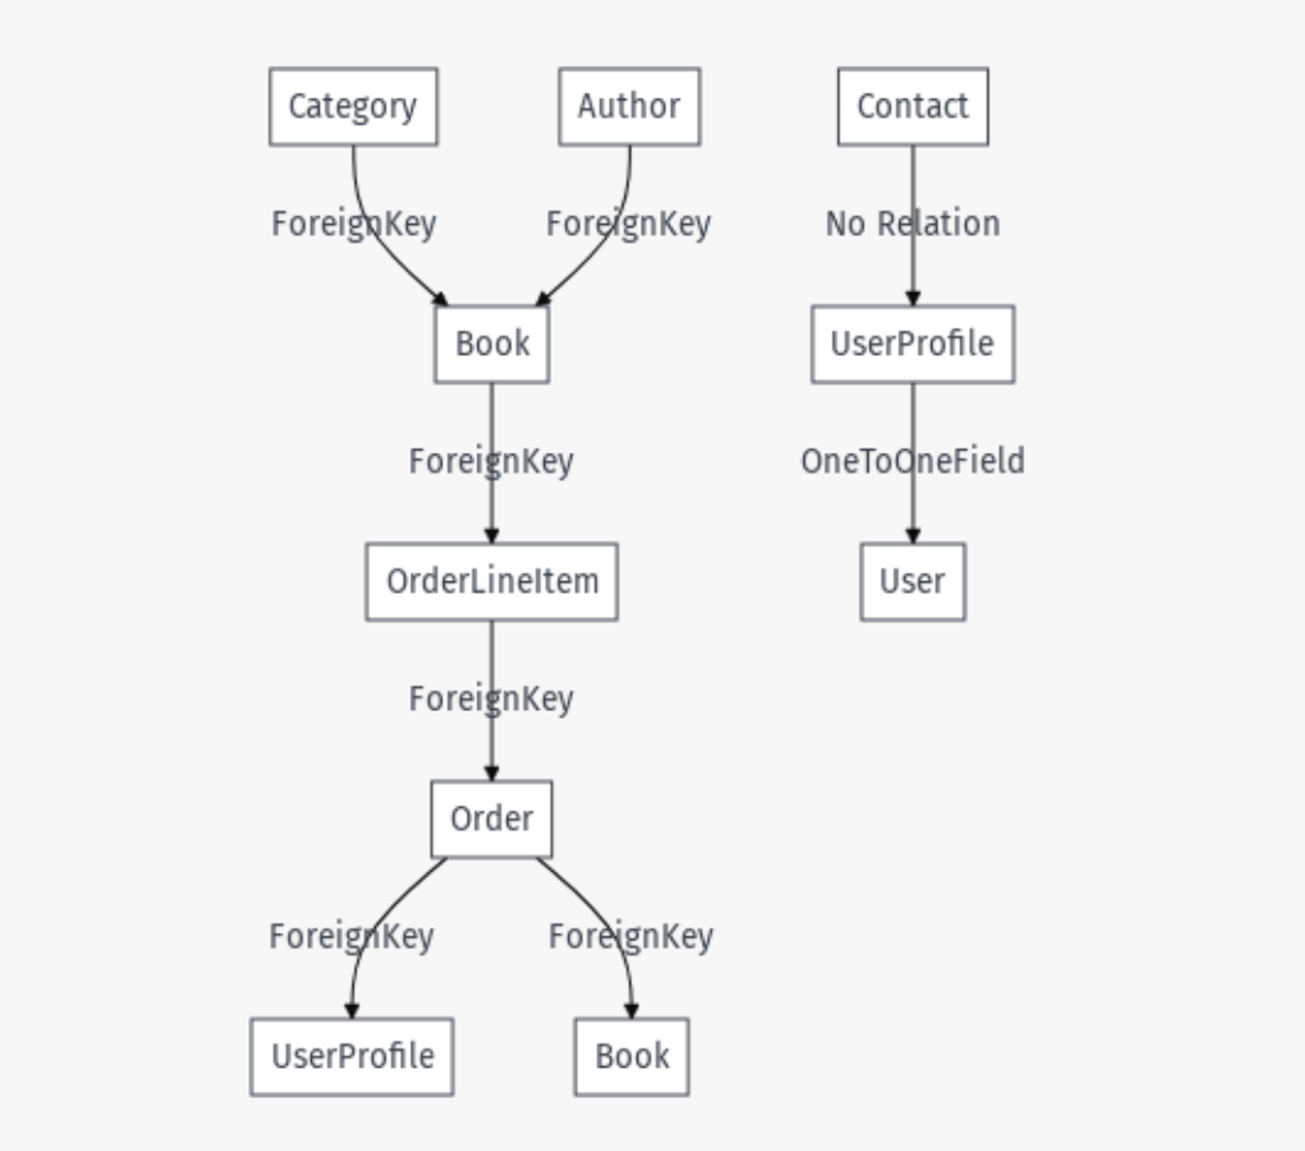 Category
Author
Contact
ForeignKey
ForeignKey
No Relation
Book
UserProfile
ForeignKey
OneToOneField
OrderLineItem
User
ForeignKey
Order
ForeignKey
ForeignKey
UserProfile
Book